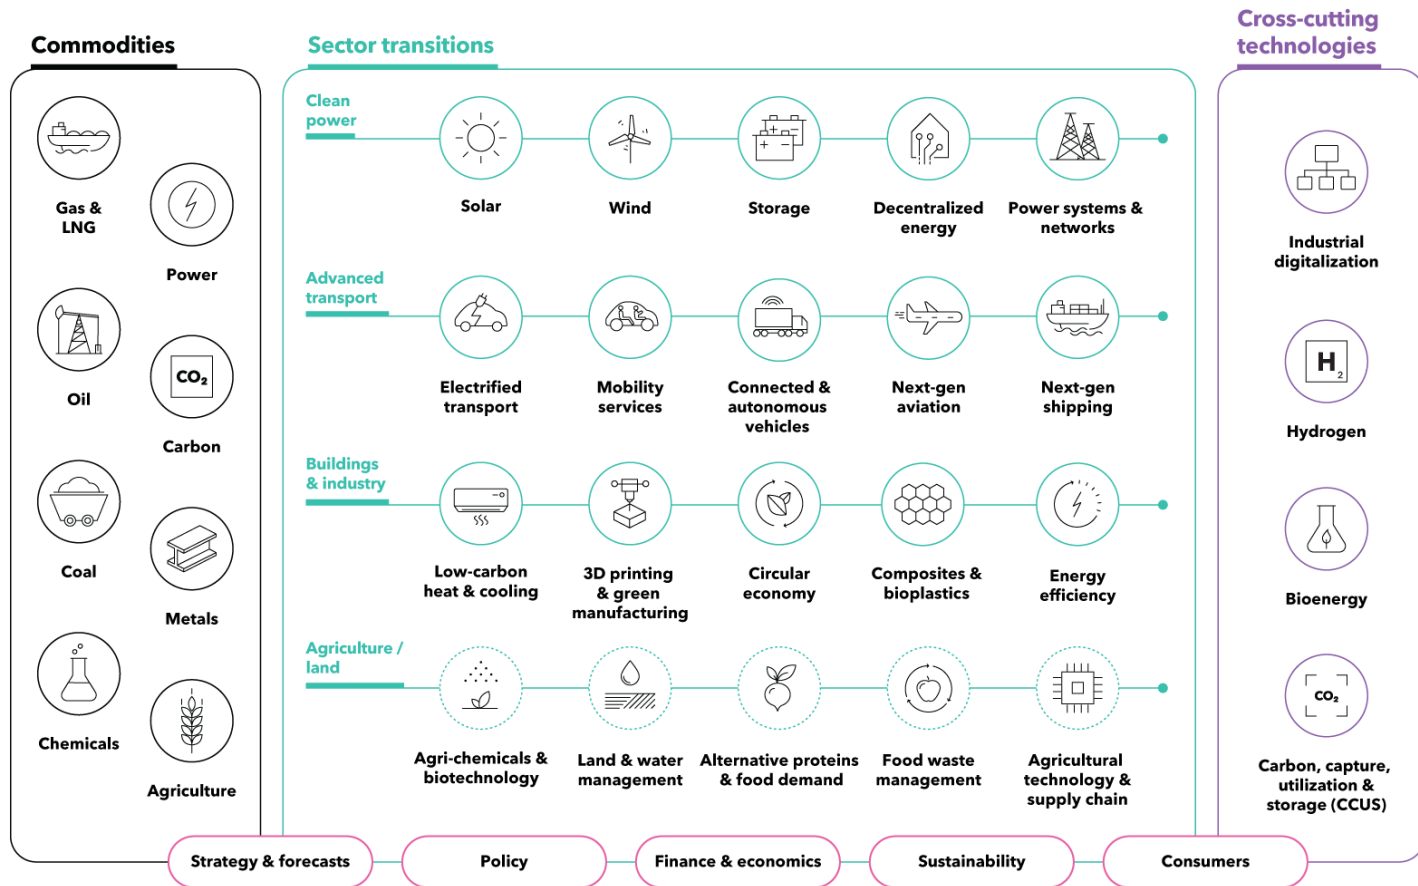 Commodities
Gas &
LNG
Power
Oil
CO₂
Carbon
Coal
Metals
Chemicals
Agriculture
Sector transitions
Clean
power
Solar
Wind
Storage
Decentralized
energy
Power systems &
networks
Advanced
transport
Electrified
transport
Mobility
services
Connected &
autonomous
vehicles
Next-gen
aviation
Next-gen
shipping
Buildings
& industry
Low-carbon
heat & cooling
3D printing
& green
manufacturing
Circular
economy
Composites &
bioplastics
Energy
efficiency
Agriculture /
land
Agri-chemicals &
biotechnology
Land & water
management
Alternative proteins
& food demand
Food waste
management
Agricultural
technology &
supply chain
Cross-cutting
technologies
Industrial
digitalization
H₂
Hydrogen
Bioenergy
CO₂
Carbon, capture,
utilization &
storage (CCUS)
Strategy & forecasts
Policy
Finance & economics
Sustainability
Consumers